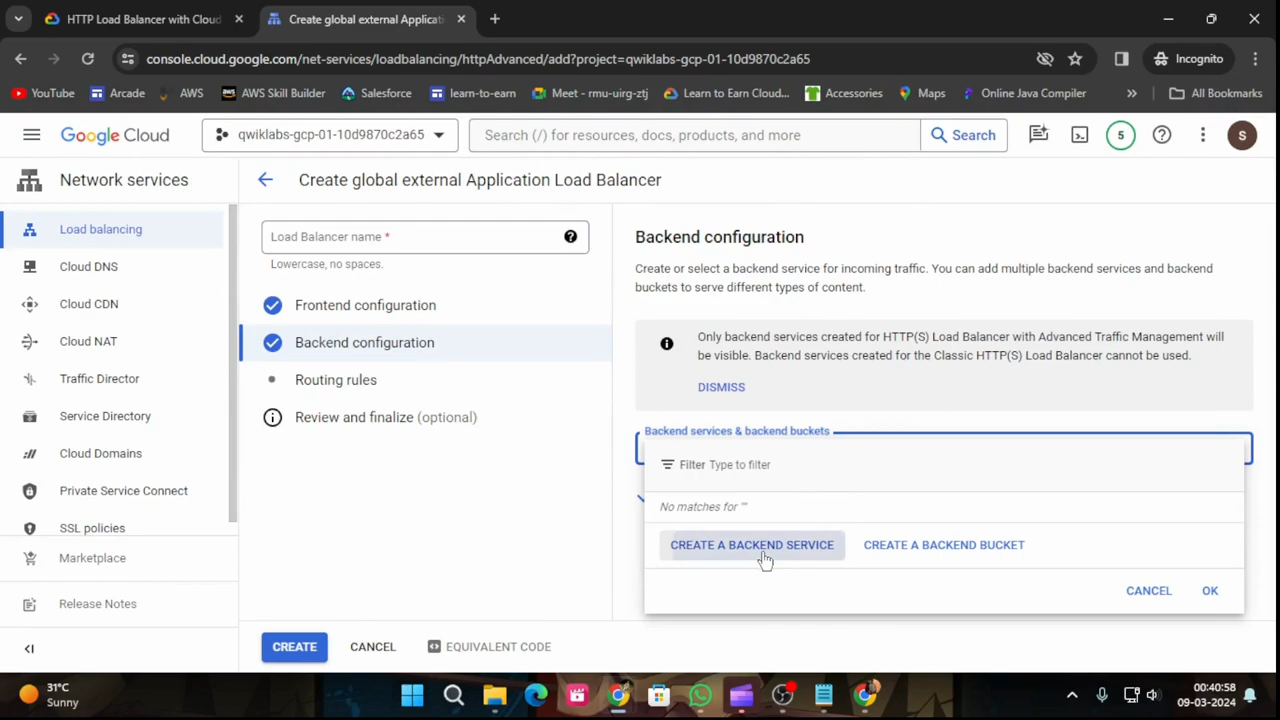 HTTP Load Balancer with Cloud
Create global external Applicati
console.cloud.google.com/net-services/loadbalancing/httpAdvanced/add?project=qwiklabs-gcp-01-10d9870c2a65
Incognito
YouTube
Arcade
AWS
AWS Skill Builder
Salesforce
learn-to-earn
Meet - rmu-uirg-ztj
Learn to Earn Cloud...
Accessories
Maps
Online Java Compiler
All Bookmarks
Google Cloud
qwiklabs-gcp-01-10d9870c2a65
Search (/) for resources, docs, products, and more
Search
5
S
Network services
Create global external Application Load Balancer
Load balancing
Cloud DNS
Cloud CDN
Cloud NAT
Traffic Director
Service Directory
Cloud Domains
Private Service Connect
SSL policies
Marketplace
Release Notes
Load Balancer name *
Lowercase, no spaces.
Frontend configuration
Backend configuration
Routing rules
Review and finalize (optional)
Backend configuration
Create or select a backend service for incoming traffic. You can add multiple backend services and backend
buckets to serve different types of content.
Only backend services created for HTTP(S) Load Balancer with Advanced Traffic Management will
be visible. Backend services created for the Classic HTTP(S) Load Balancer cannot be used.
DISMISS
Backend services & backend buckets
Filter Type to filter
No matches for ""
CREATE A BACKEND SERVICE
CREATE A BACKEND BUCKET
CANCEL
OK
CREATE
CANCEL
EQUIVALENT CODE
31°C
Sunny
00:40:58
09-03-2024